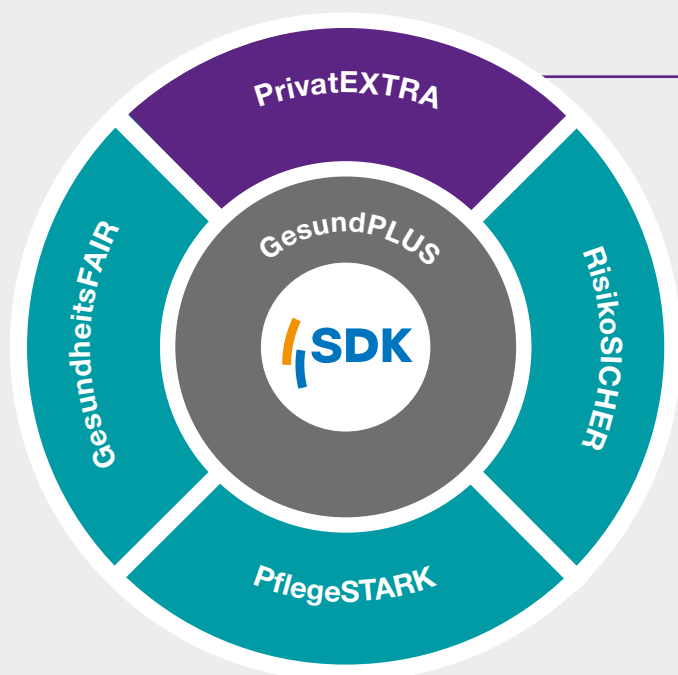 PrivatEXTRA
GesundPLUS
GesundheitsFAIR
SDK
RisikoSICHER
PflegeSTARK